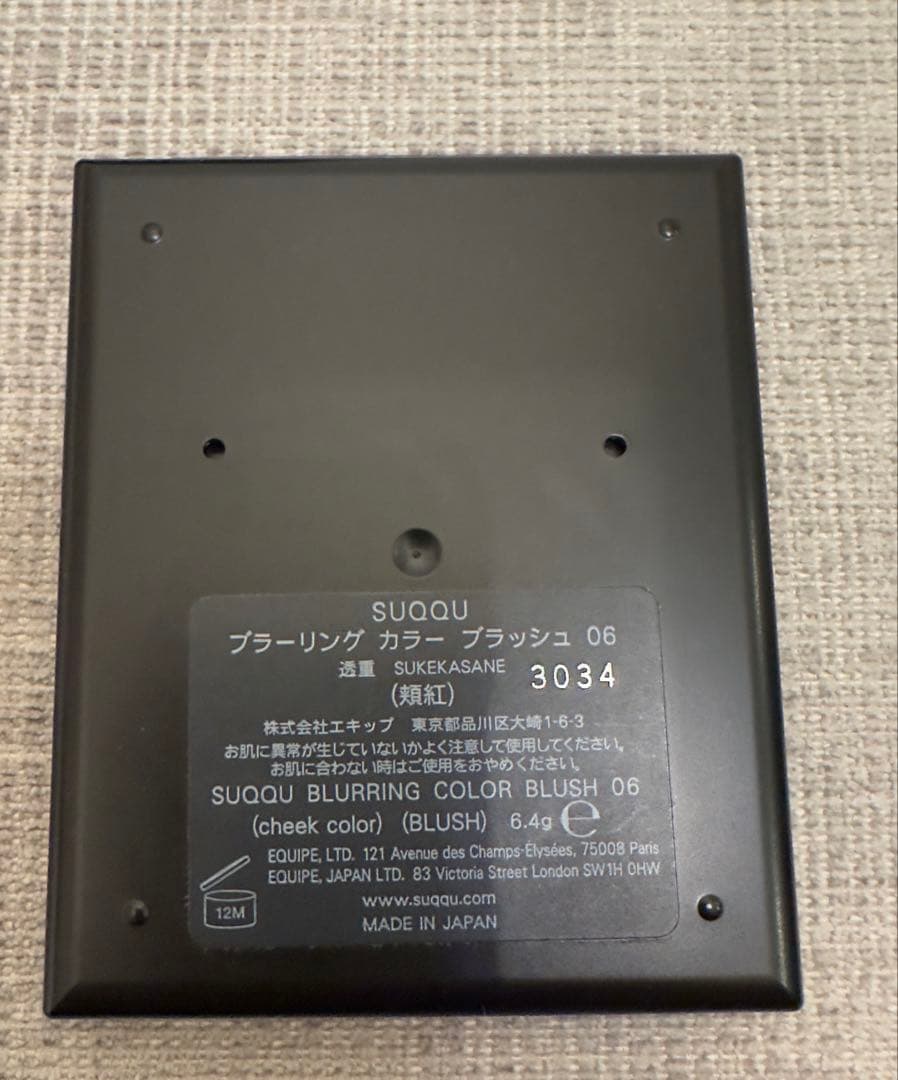 SUQQU
ブラーリング カラー ブラッシュ 06
透重 SUKEKASANE 3034
(頬紅)
株式会社エキップ 東京都品川区大崎1-6-3
お肌に異常が生じていないかよく注意して使用してください。
お肌に合わない時はご使用をおやめください。
SUQQU BLURRING COLOR BLUSH 06
(cheek color) (BLUSH) 6.4g ℮
EQUIPE, LTD. 121 Avenue des Champs-Elysées, 75008 Paris
EQUIPE, JAPAN LTD. 83 Victoria Street London SW1H 0HW
12M
www.suqqu.com
MADE IN JAPAN